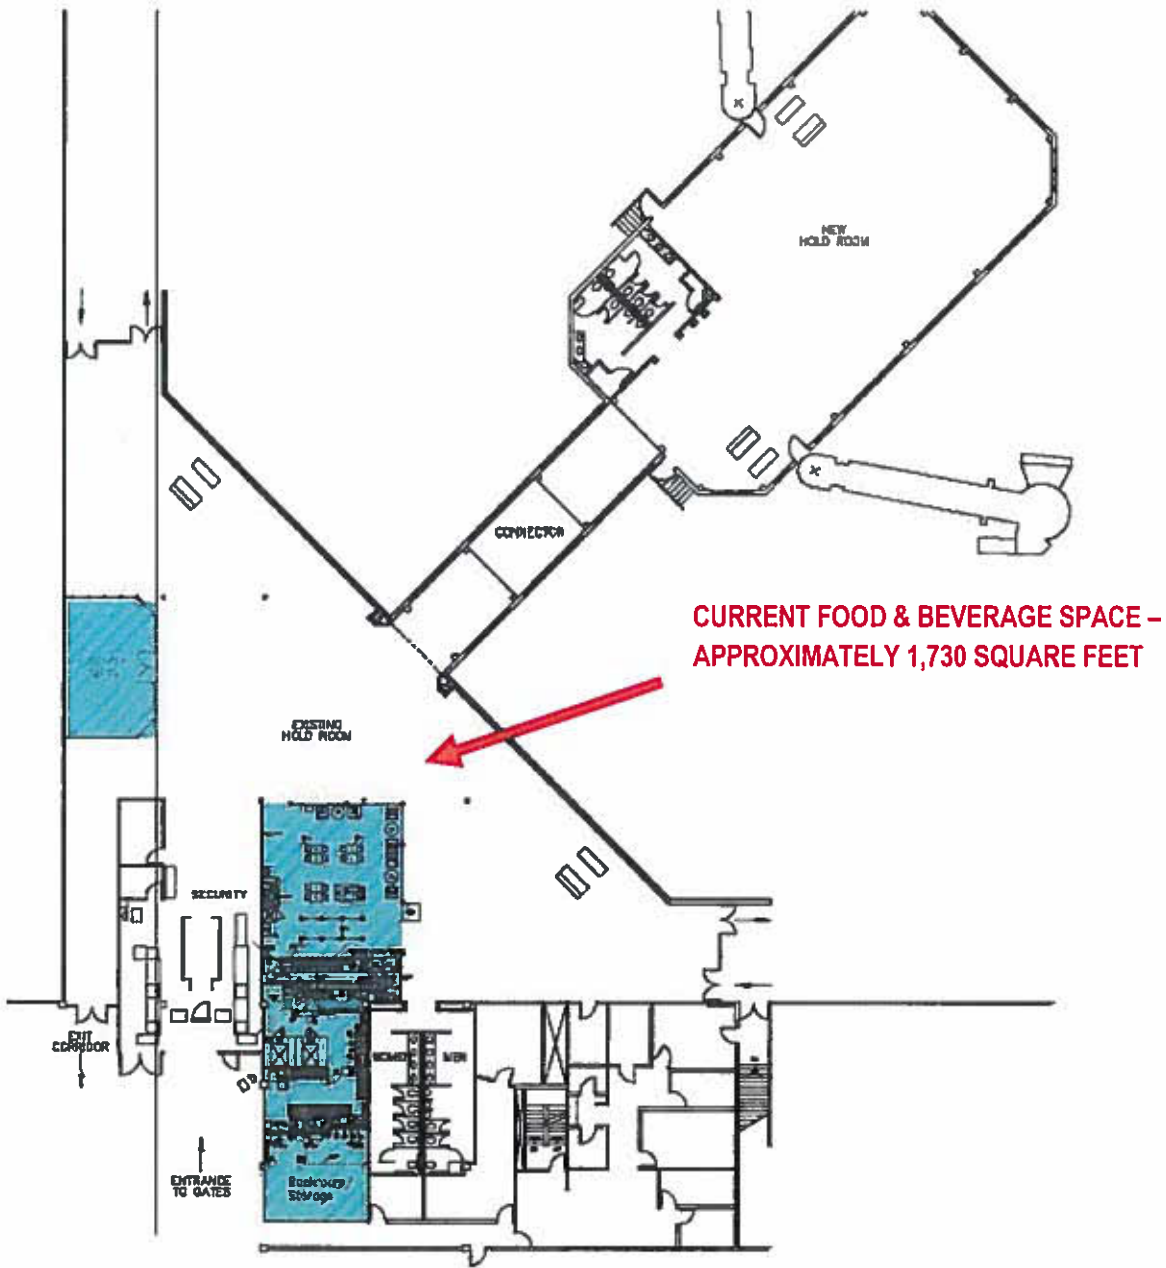 NEW
HOLD ROOM
CONNECTOR
CURRENT FOOD & BEVERAGE SPACE –
APPROXIMATELY 1,730 SQUARE FEET
EXISTING
HOLD ROOM
SECURITY
EXIT
CORRIDOR
WOMEN
MEN
ENTRANCE
TO GATES
Backroom/
Storage